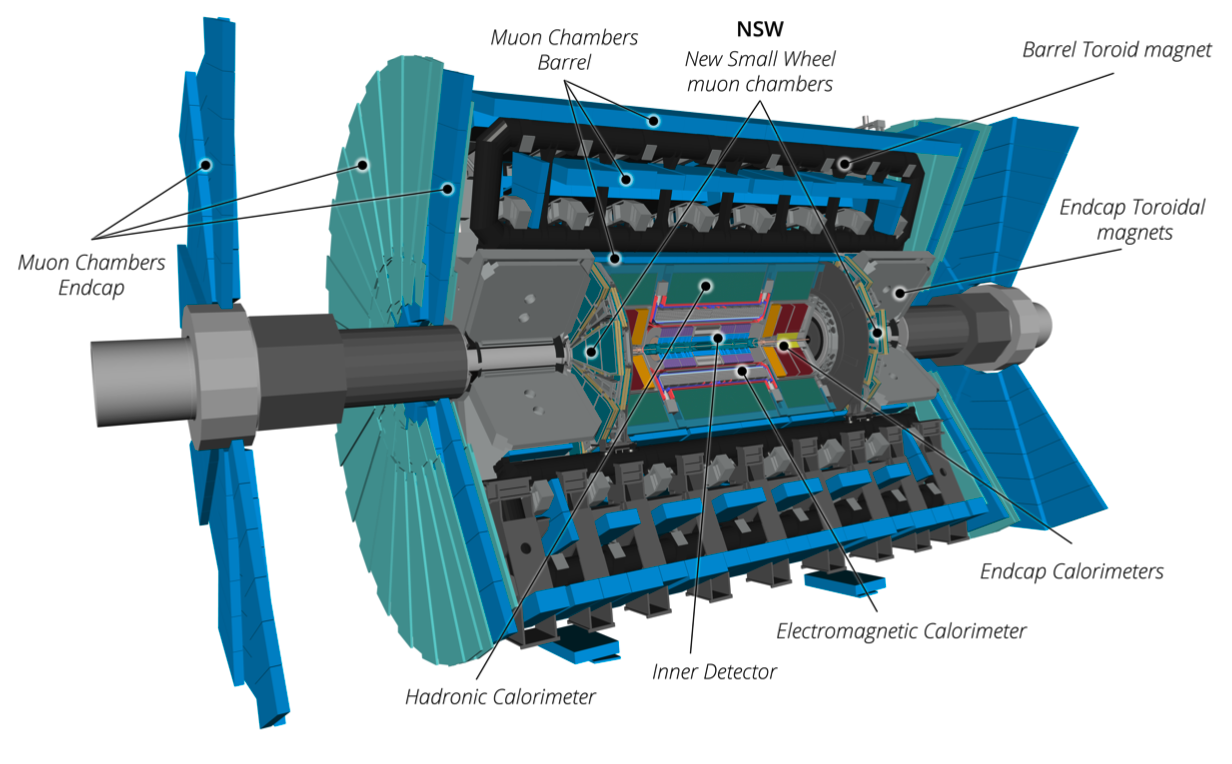 Muon Chambers
Barrel
NSW
New Small Wheel
muon chambers
Barrel Toroid magnet
Endcap Toroidal
magnets
Muon Chambers
Endcap
Endcap Calorimeters
Electromagnetic Calorimeter
Inner Detector
Hadronic Calorimeter